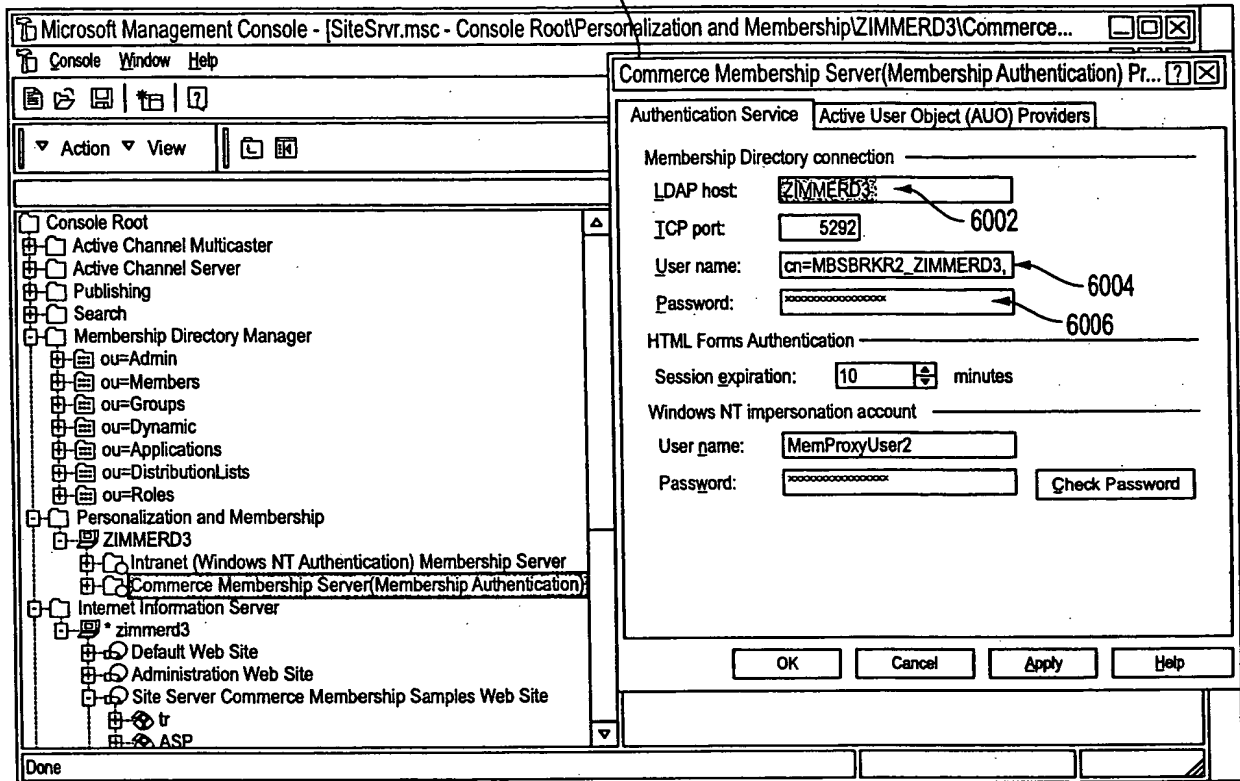 Microsoft Management Console - [SiteSrvr.msc - Console Root\Personalization and Membership\ZIMMERD3\Commerce...
Console Window Help
Action View
Console Root
Active Channel Multicaster
Active Channel Server
Publishing
Search
Membership Directory Manager
ou=Admin
ou=Members
ou=Groups
ou=Dynamic
ou=Applications
ou=DistributionLists
ou=Roles
Personalization and Membership
ZIMMERD3
Intranet (Windows NT Authentication) Membership Server
Commerce Membership Server(Membership Authentication)
Internet Information Server
* zimmerd3
Default Web Site
Administration Web Site
Site Server Commerce Membership Samples Web Site
tr
ASP
Done
Commerce Membership Server(Membership Authentication) Pr...
Authentication Service Active User Object (AUO) Providers
Membership Directory connection
LDAP host: ZIMMERD3
6002
TCP port: 5292
User name: cn=MBSBRKR2_ZIMMERD3,
6004
Password: xxxxxxxxxxxxxxx
6006
HTML Forms Authentication
Session expiration: 10 minutes
Windows NT impersonation account
User name: MemProxyUser2
Password: xxxxxxxxxxxxxxx Check Password
OK Cancel Apply Help